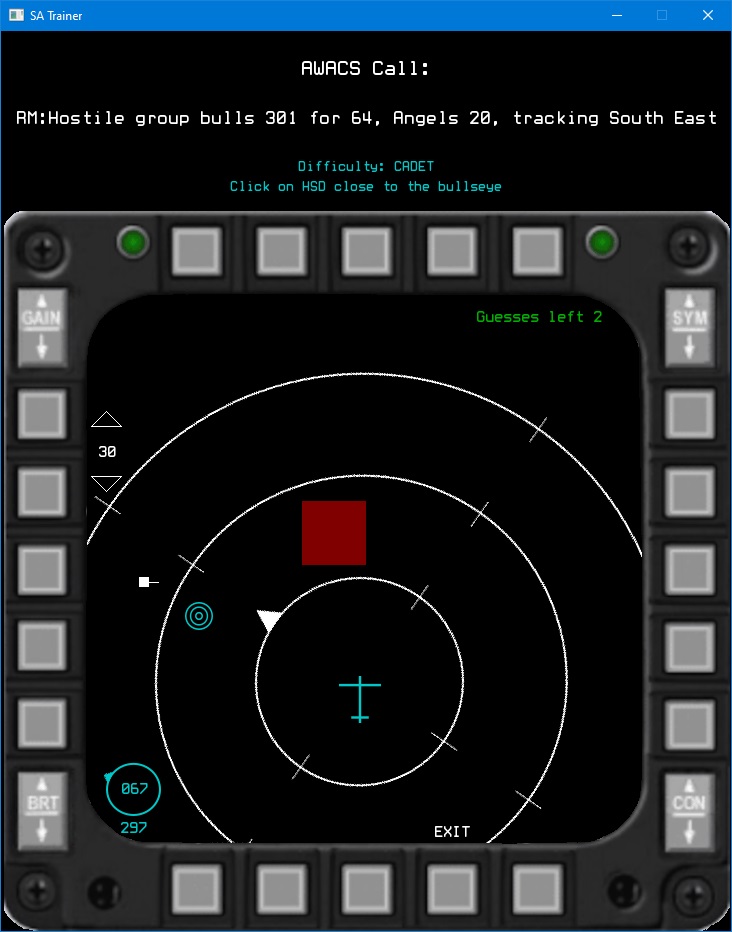 SA Trainer
AWACS Call:
RM:Hostile group bulls 301 for 64, Angels 20, tracking South East
Difficulty: CADET
Click on HSD close to the bullseye
GAIN
SYM
Guesses left 2
30
067
297
BRT
CON
EXIT